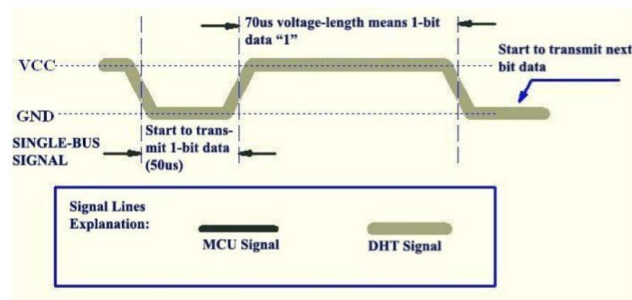 70us voltage-length means 1-bit
data “1”
Start to transmit next
bit data
VCC
GND
SINGLE-BUS
SIGNAL
Start to trans-
mit 1-bit data
(50us)
Signal Lines
Explanation:
MCU Signal
DHT Signal